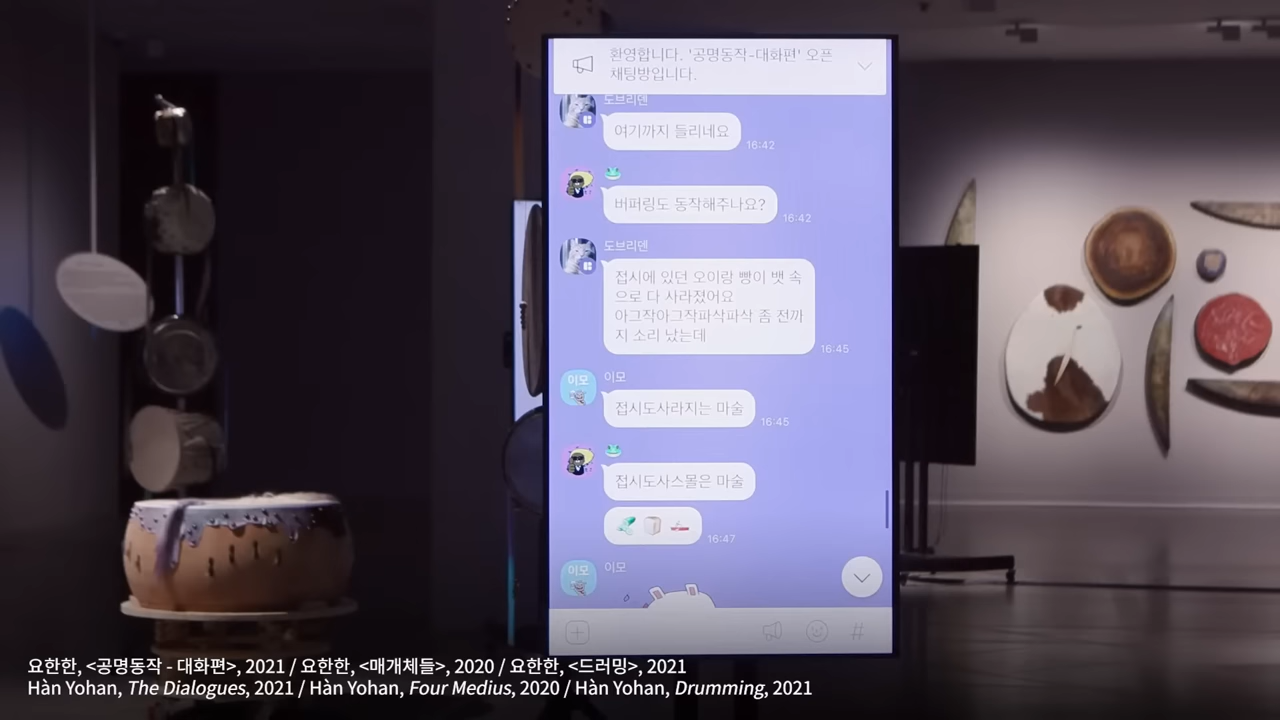 환영합니다. '공명동작-대화편' 오픈
채팅방입니다.
도브리덴
여기까지 들리네요
16:42
버퍼링도 동작해주나요?
16:42
도브리덴
접시에 있던 오이랑 빵이 뱃 속
으로 다 사라졌어요
아그작아그작파삭파삭 좀 전까
지 소리 났는데
16:45
이모
이모
접시도사라지는 마술
16:45
접시도사스몰은 마술
16:47
이모
이모
#
요한한, <공명동작 - 대화편>, 2021 / 요한한, <매개체들>, 2020 / 요한한, <드러밍>, 2021
Hàn Yohan, The Dialogues, 2021 / Hàn Yohan, Four Medius, 2020 / Hàn Yohan, Drumming, 2021